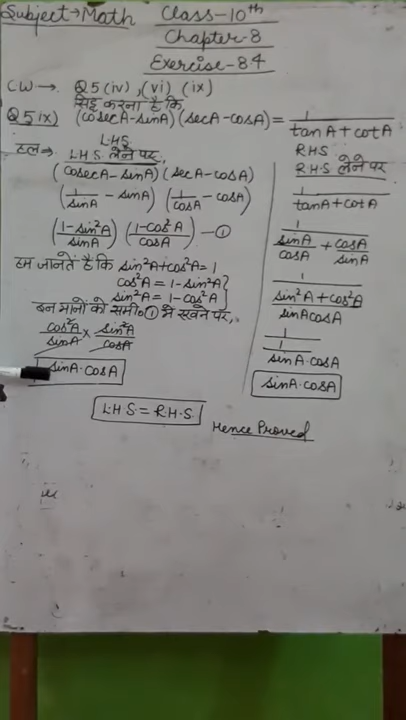 Subject→Math Class-10th
Chapter-8
Exercise-84
CW→. Q5(iv),(vi)(ix)
सिद्ध करना है कि,
Q5ix) (cosecA-sinA)(secA-cosA)= 1/(tanA+cotA)
L·H·S
हल→ L·H·S लेने पर,
(cosecA-sinA)(secA-cosA)
(1/sinA - sinA) (1/cosA - cosA)
((1-sin²A)/sinA) ((1-cos²A)/cosA) —①
हम जानते है कि sin²A+cos²A=1
cos²A = 1-sin²A}
sin²A = 1-cos²A}
इन मानों को समी० ① में रखने पर,
cos²A/sinA × sin²A/cosA
sinA·cosA
RHS
R·H·S लेने पर
1/(tanA+cotA)
1/(sinA/cosA + cosA/sinA)
1/((sin²A+cos²A)/(sinAcosA))
1/(1/(sinA·cosA))
sinA·cosA
L·H·S = R·H·S·
Hence Proved